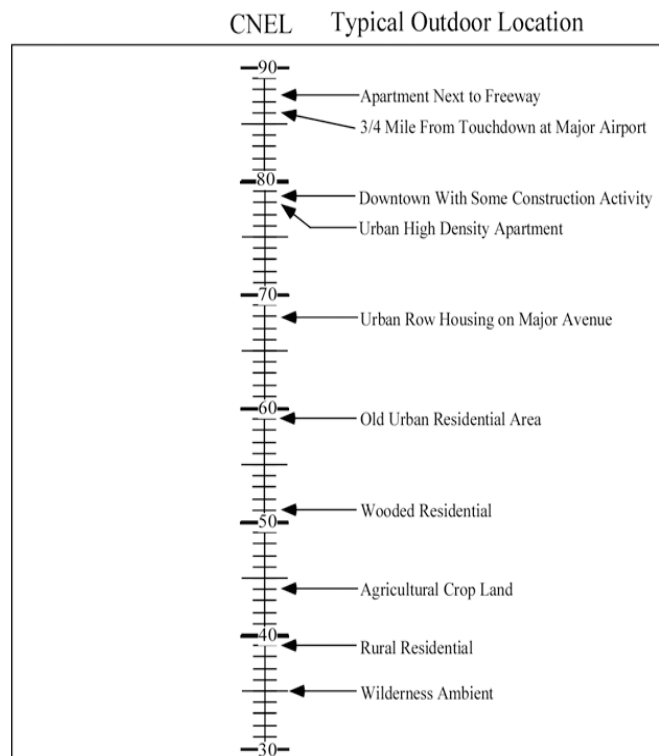 CNEL Typical Outdoor Location
90
Apartment Next to Freeway
3/4 Mile From Touchdown at Major Airport
80
Downtown With Some Construction Activity
Urban High Density Apartment
70
Urban Row Housing on Major Avenue
60
Old Urban Residential Area
Wooded Residential
50
Agricultural Crop Land
40
Rural Residential
Wilderness Ambient
30